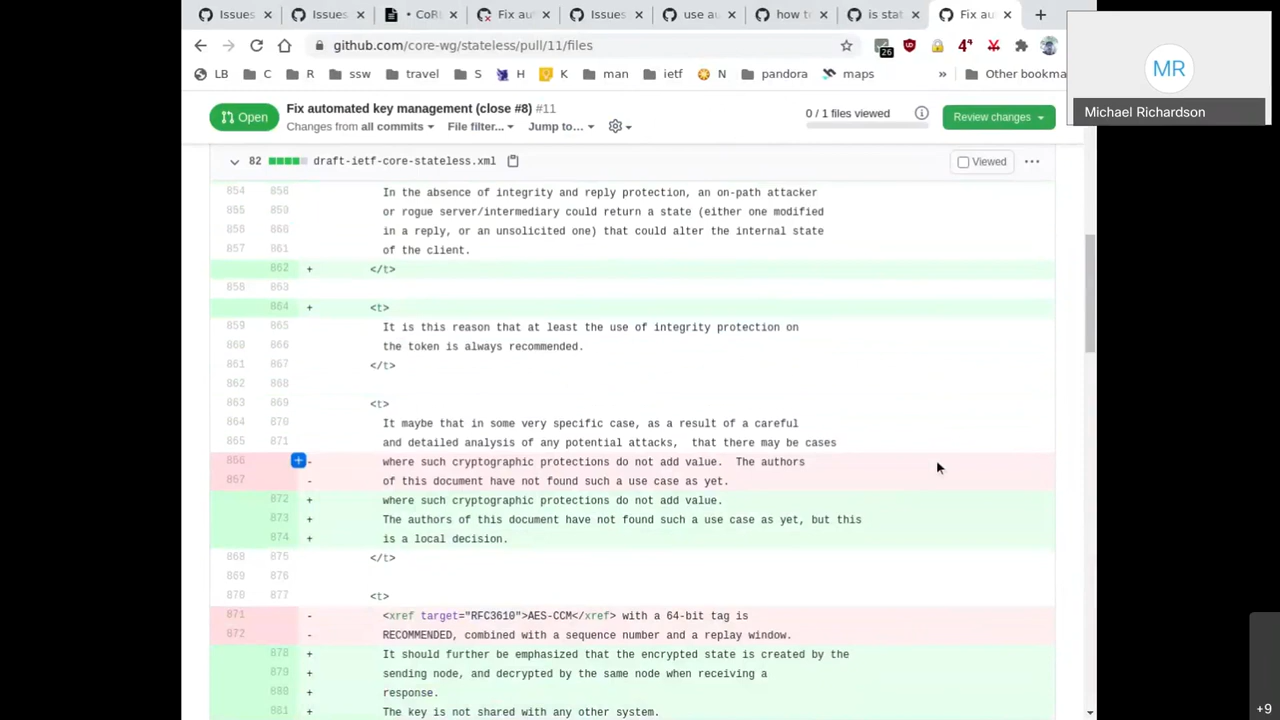 Issues
Issues
• CoRE
Fix au
Issues
use au
how t
is stat
Fix au
github.com/core-wg/stateless/pull/11/files
26
4⁴
LB
C
R
ssw
travel
S
H
K
man
ietf
N
pandora
maps
»
Other bookma
MR
Michael Richardson
Open
Fix automated key management (close #8) #11
Changes from all commits
File filter...
Jump to...
0 / 1 files viewed
Review changes
82
draft-ietf-core-stateless.xml
Viewed
854 858 In the absence of integrity and reply protection, an on-path attacker
855 859 or rogue server/intermediary could return a state (either one modified
856 860 in a reply, or an unsolicited one) that could alter the internal state
857 861 of the client.
862 + </t>
858 863
864 + <t>
859 865 It is this reason that at least the use of integrity protection on
860 866 the token is always recommended.
861 867 </t>
862 868
863 869 <t>
864 870 It maybe that in some very specific case, as a result of a careful
865 871 and detailed analysis of any potential attacks,  that there may be cases
866 - where such cryptographic protections do not add value.  The authors
867 - of this document have not found such a use case as yet.
872 + where such cryptographic protections do not add value.
873 + The authors of this document have not found such a use case as yet, but this
874 + is a local decision.
868 875 </t>
869 876
870 877 <t>
871 - <xref target="RFC3610">AES-CCM</xref> with a 64-bit tag is
872 - RECOMMENDED, combined with a sequence number and a replay window.
878 + It should further be emphasized that the encrypted state is created by the
879 + sending node, and decrypted by the same node when receiving a
880 + response.
881 + The key is not shared with any other system.
+9